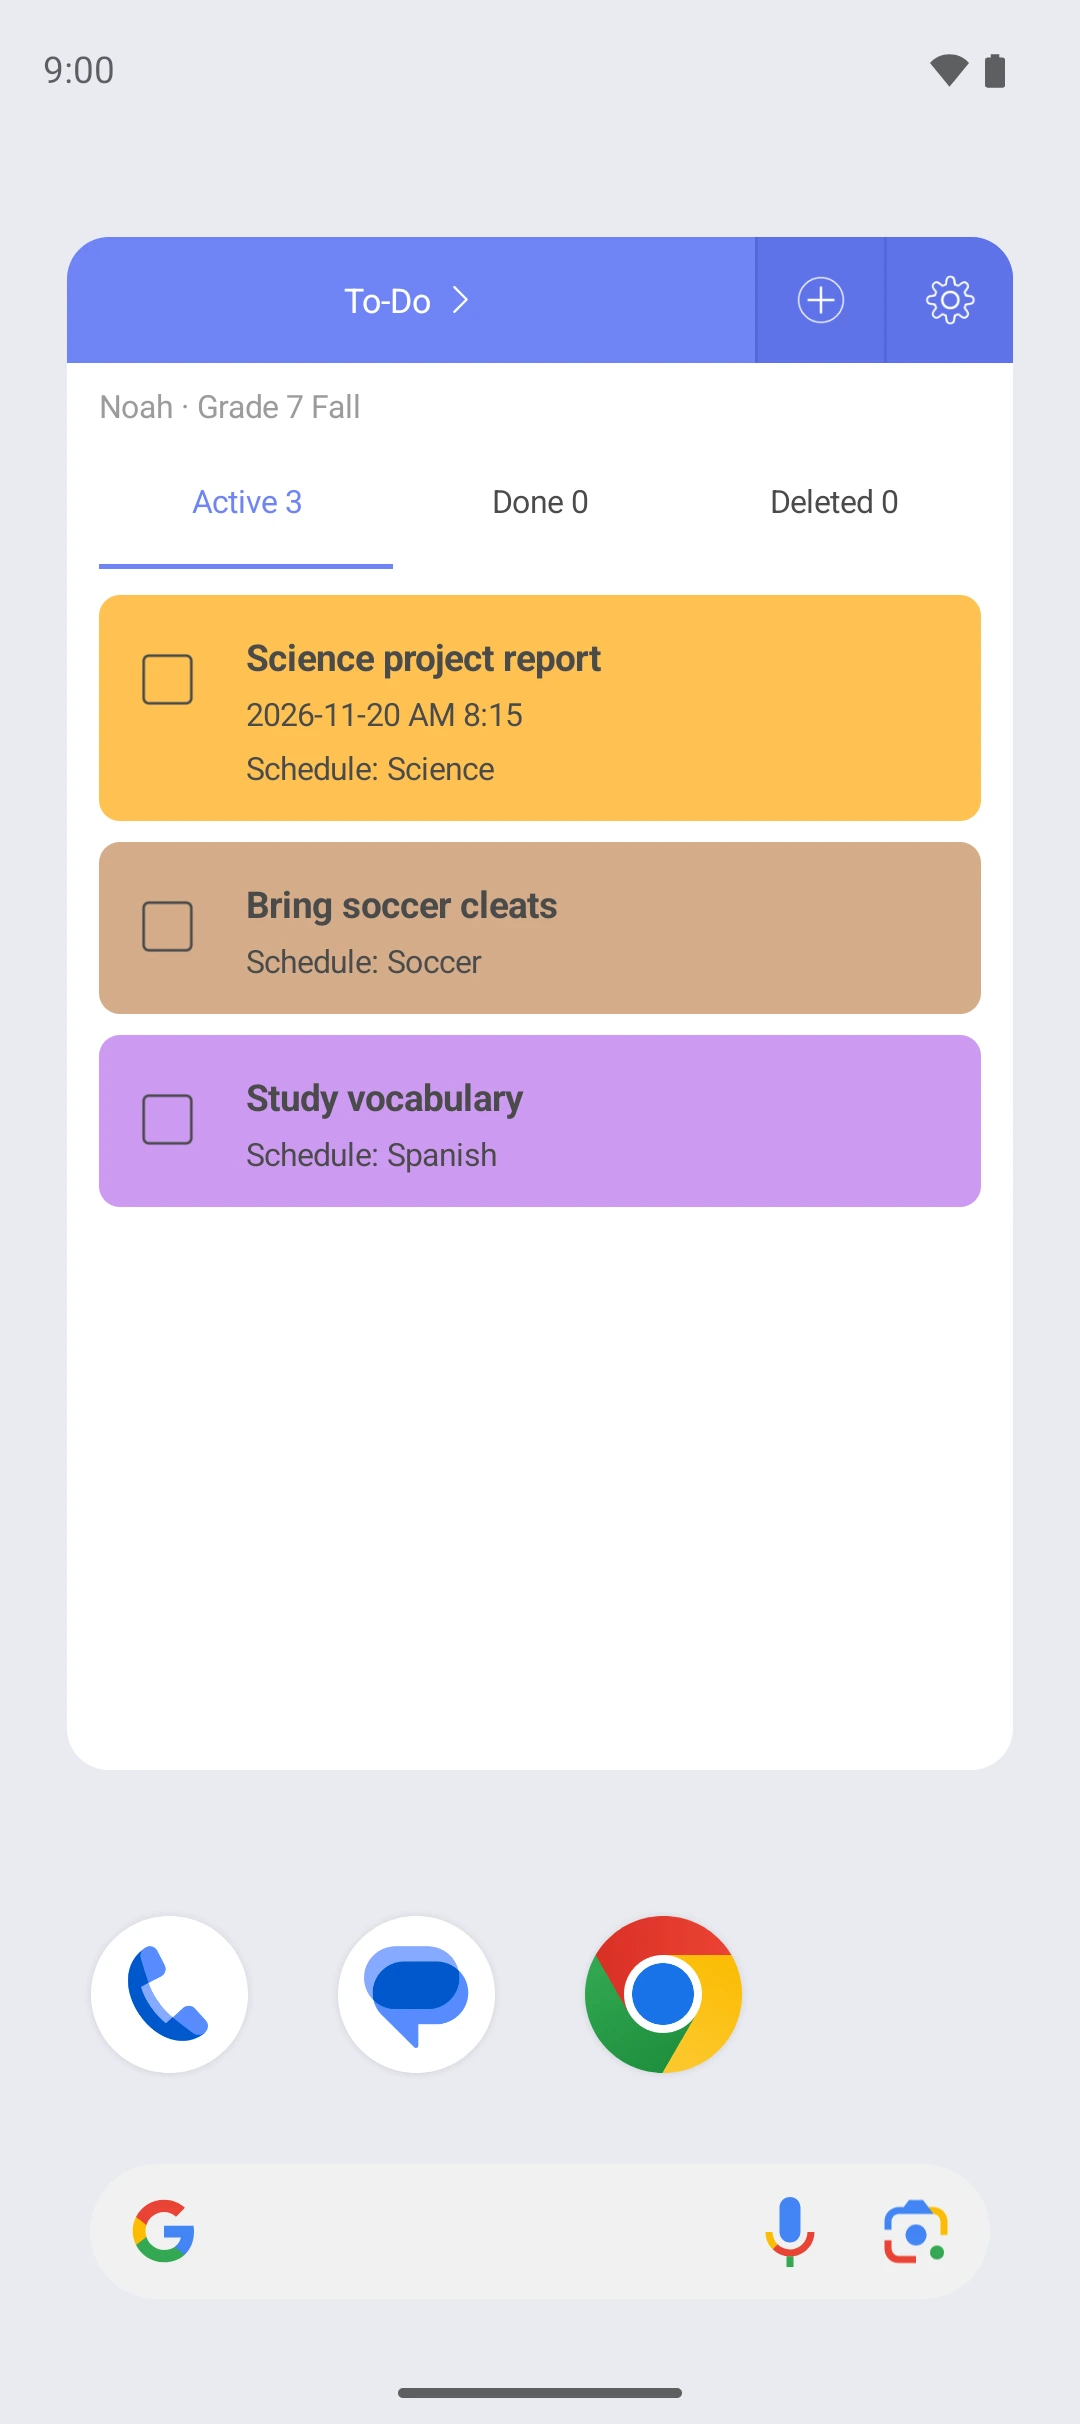 9:00
To-Do
Noah · Grade 7 Fall
Active 3
Done 0
Deleted 0
Science project report
2026-11-20 AM 8:15
Schedule: Science
Bring soccer cleats
Schedule: Soccer
Study vocabulary
Schedule: Spanish